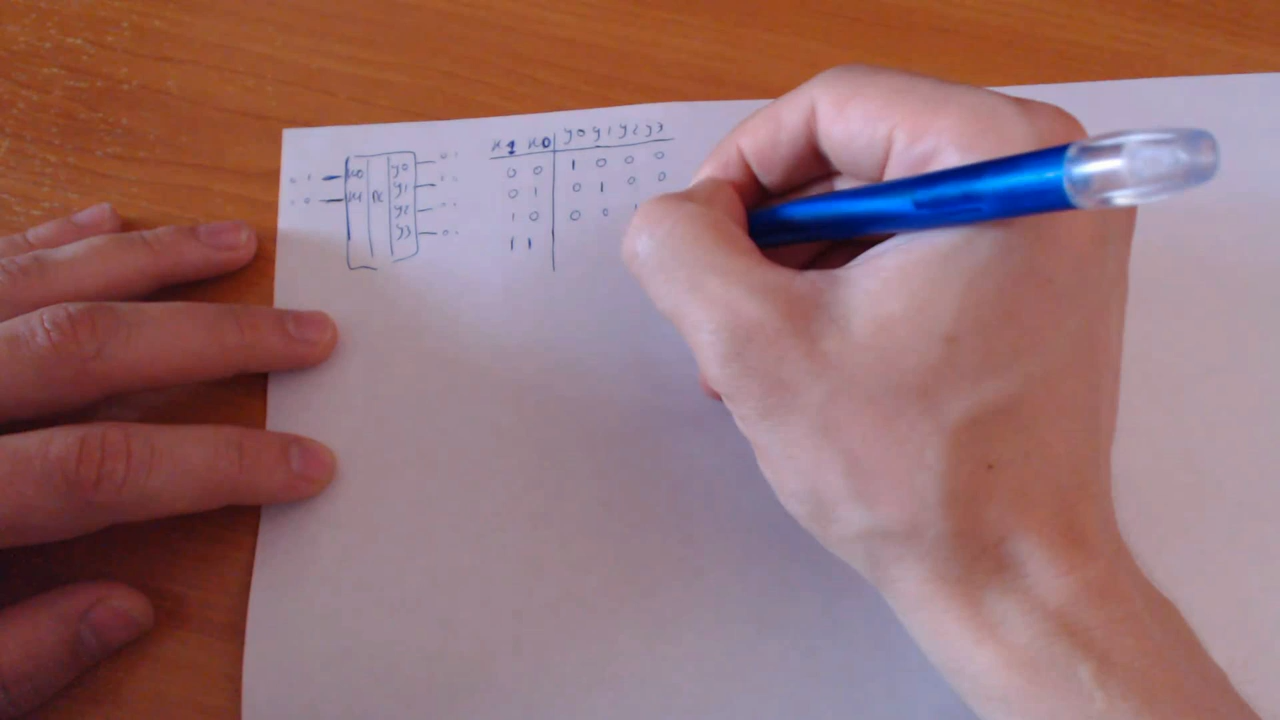 x1 x0 y0 y1 y2 y3
0 0 1 0 0 0
0 1 0 1 0 0
1 0 0 0 1
1 1
x0 DC y0
x1 y1
y2
y3